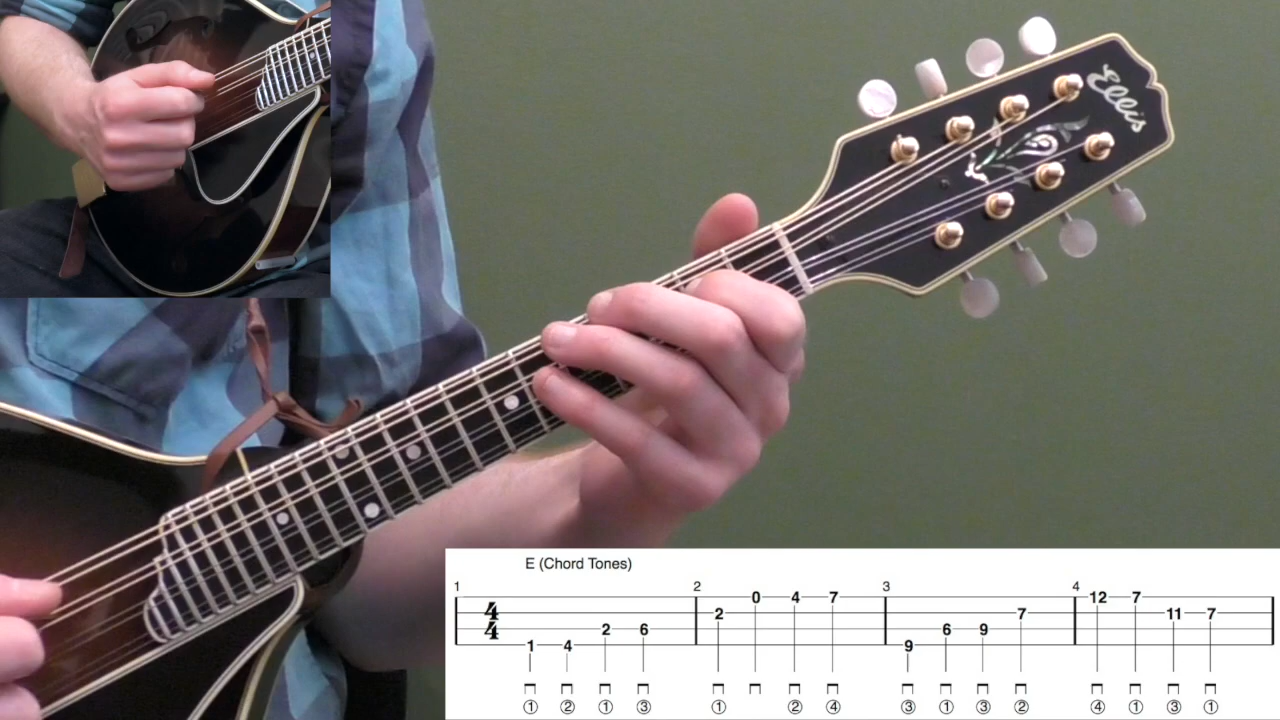 Ellis
E (Chord Tones)
1 2 3 4
0 4 7 12 7
4 2 7 11 7
4 2 6 6 9
1 4 9
① ② ① ③ ① ② ④ ③ ① ③ ② ④ ① ③ ①